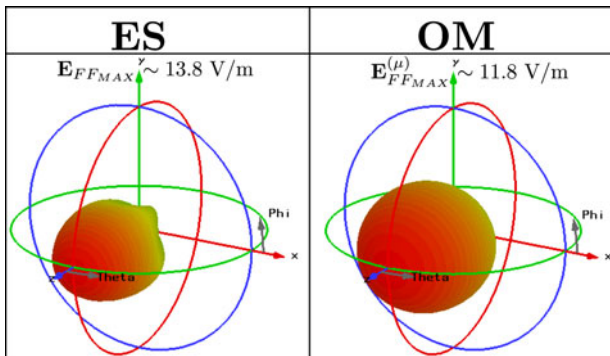 ES
OM
E_{FF_{MAX}} ∼ 13.8 V/m
E^{(μ)}_{FF_{MAX}} ∼ 11.8 V/m
Y
Y
Phi
Phi
x
x
z Theta
z Theta